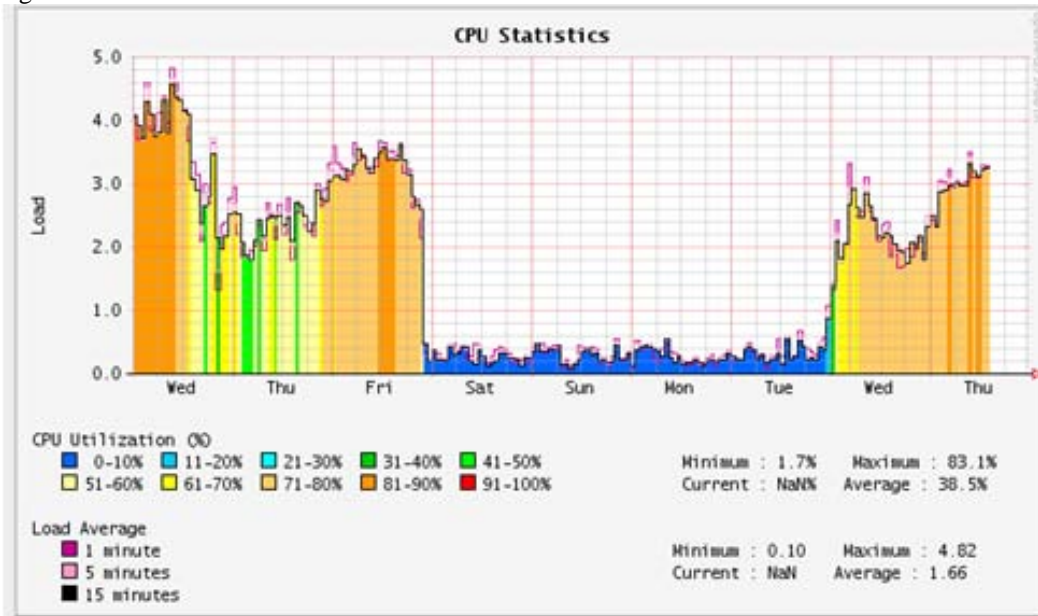 CPU Statistics
5.0
4.0
3.0
2.0
1.0
0.0
Load
Wed Thu Fri Sat Sun Mon Tue Wed Thu
CPU Utilization (%)
0-10% 11-20% 21-30% 31-40% 41-50%
51-60% 61-70% 71-80% 81-90% 91-100%
Minimum : 1.7% Maximum : 83.1%
Current : NaN% Average : 38.5%
Load Average
1 minute
5 minutes
15 minutes
Minimum : 0.10 Maximum : 4.82
Current : NaN Average : 1.66